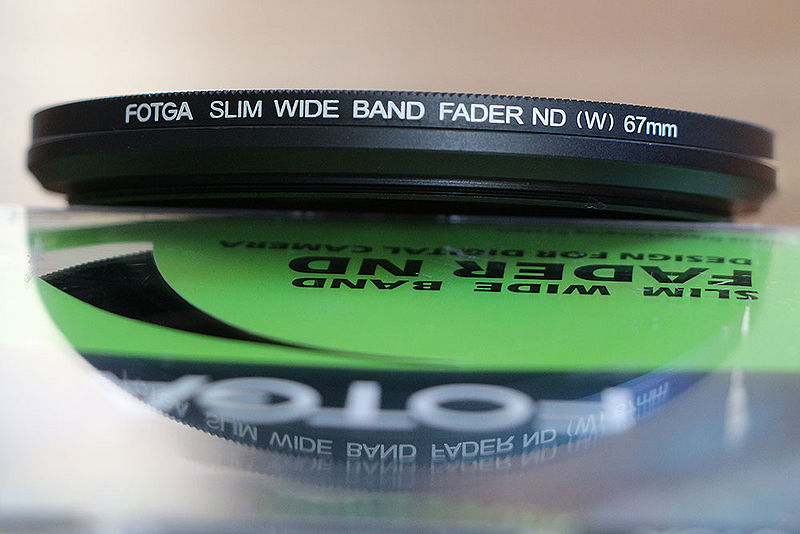 FOTGA SLIM WIDE BAND FADER ND (W) 67mm
DESIGN FOR DIGITAL CAMERA
FADER ND
SLIM WIDE BAND
FOTGA
SLIM WIDE BAND FADER ND (W) 67mm